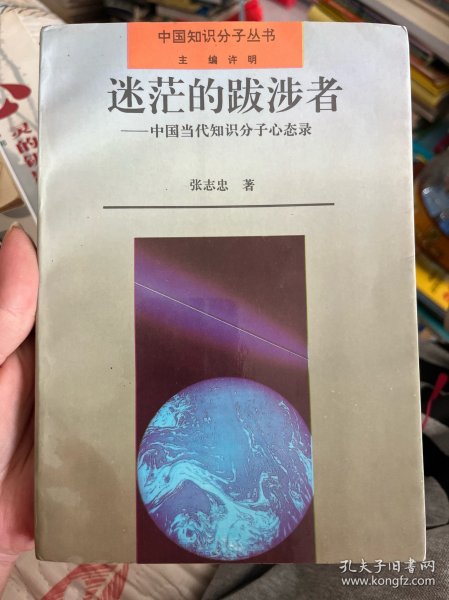 中国知识分子丛书
主 编 许 明
迷茫的跋涉者
——中国当代知识分子心态录
张志忠 著
灵的
孔夫子旧书网
www.kongfz.com